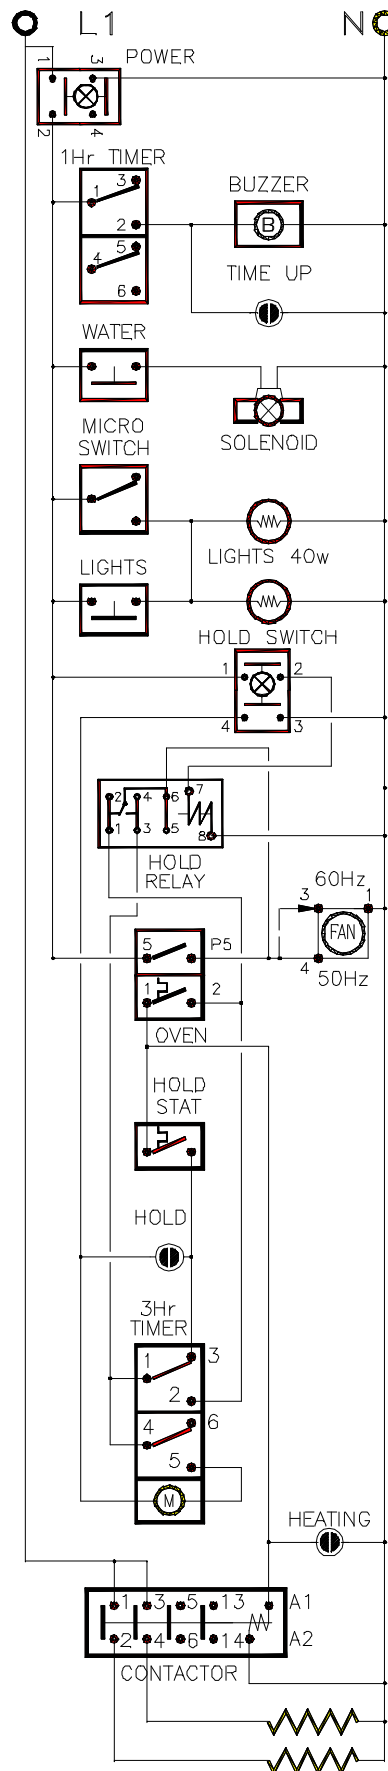 L1 N
POWER
1 3
2 4
1Hr TIMER
3
1
2
5
4
6
BUZZER
B
TIME UP
WATER
SOLENOID
MICRO
SWITCH
LIGHTS 40w
LIGHTS
HOLD SWITCH
1 2
4 3
2 4 6 7
1 3 5 8
HOLD
RELAY
60Hz
3 1
FAN
4
50Hz
5 P5
1 2
OVEN
HOLD
STAT
HOLD
3Hr
TIMER
1 3
2
4 6
5
M
HEATING
1 3 5 13 A1
2 4 6 14 A2
CONTACTOR